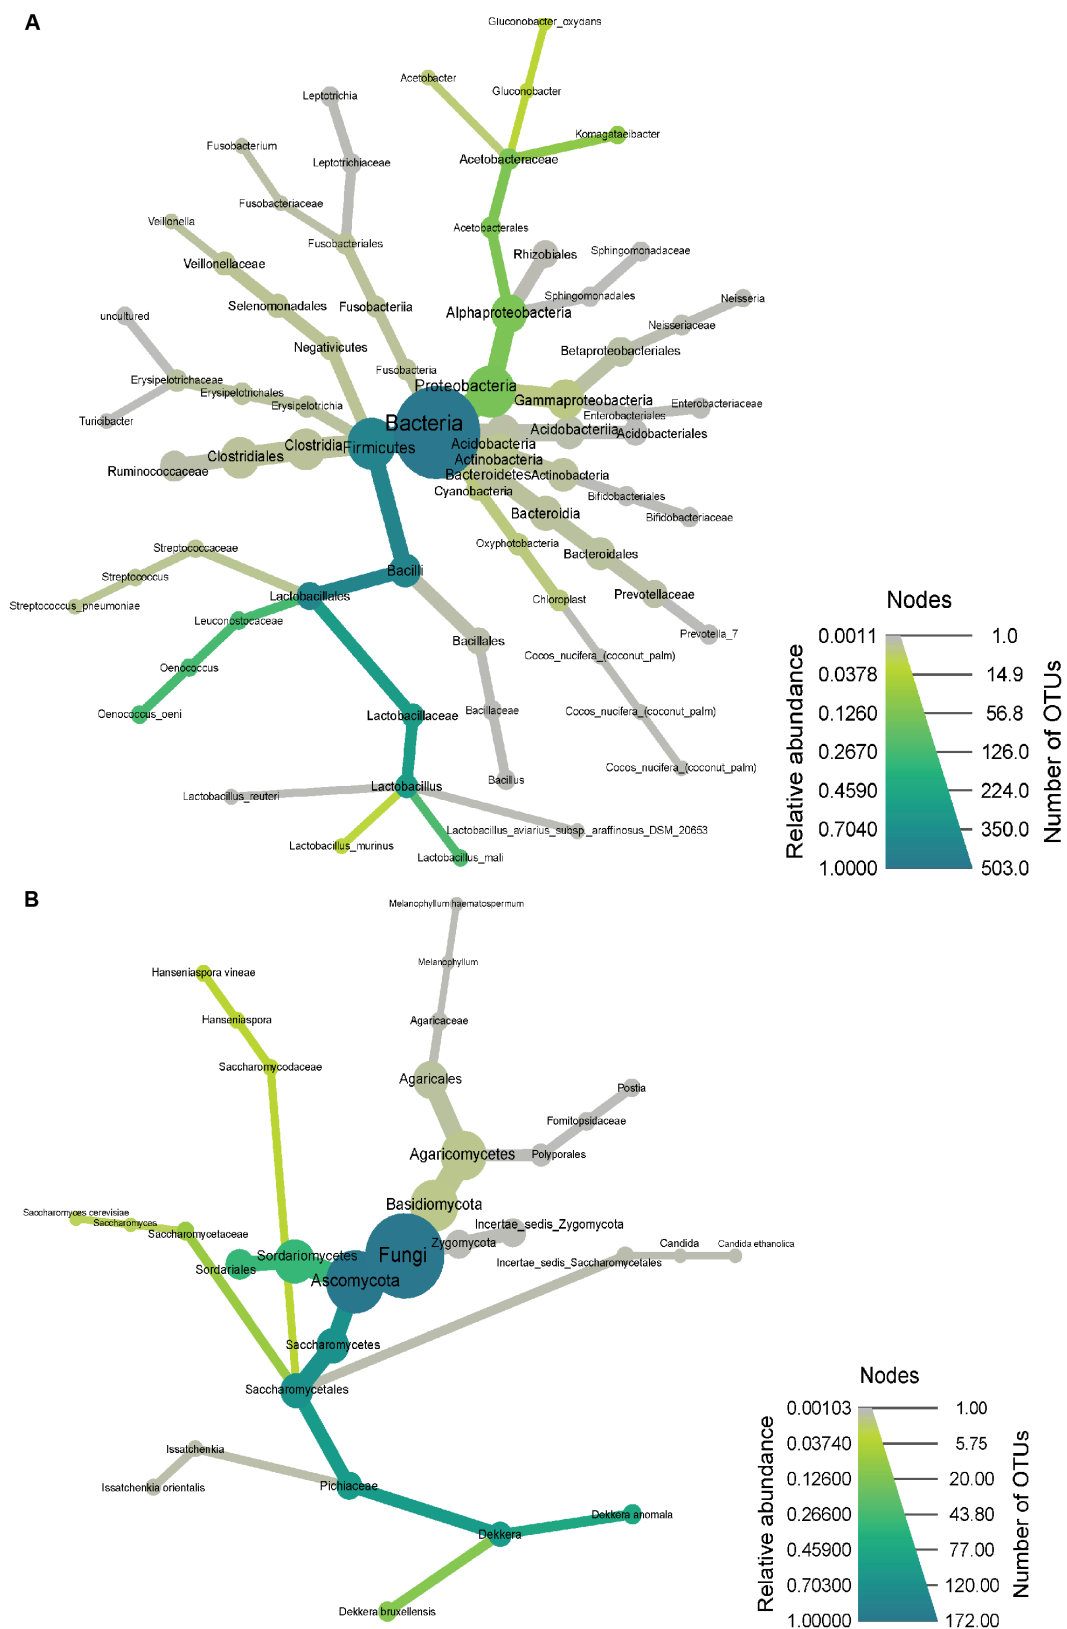 A
Gluconobacter_oxydans
Acetobacter
Gluconobacter
Leptotrichia
Komagataeibacter
Fusobacterium
Leptotrichiaceae
Acetobacteraceae
Fusobacteriaceae
Veillonella
Acetobacterales
Fusobacteriales
Rhizobiales
Sphingomonadaceae
Veillonellaceae
Sphingomonadales
Neisseria
Selenomonadales
Fusobacteriia
Alphaproteobacteria
uncultured
Neisseriaceae
Negativicutes
Betaproteobacteriales
Fusobacteria
Erysipelotrichaceae
Proteobacteria
Erysipelotrichales
Gammaproteobacteria
Enterobacteriaceae
Erysipelotrichia
Enterobacteriales
Turicibacter
Bacteria
Acidobacteriia
Acidobacteriales
Clostridia
Firmicutes
Acidobacteria
Clostridiales
Actinobacteria
Ruminococcaceae
Bacteroidetes
Actinobacteria
Cyanobacteria
Bifidobacteriales
Bacteroidia
Bifidobacteriaceae
Oxyphotobacteria
Streptococcaceae
Bacteroidales
Bacilli
Streptococcus
Lactobacillales
Prevotellaceae
Chloroplast
Streptococcus_pneumoniae
Leuconostocaceae
Prevotella_7
Bacillales
Cocos_nucifera_(coconut_palm)
Oenococcus
Bacillaceae
Cocos_nucifera_(coconut_palm)
Oenococcus_oeni
Lactobacillaceae
Cocos_nucifera_(coconut_palm)
Bacillus
Lactobacillus
Lactobacillus_reuteri
Lactobacillus_aviarius_subsp._araffinosus_DSM_20653
Lactobacillus_murinus
Lactobacillus_mali
Nodes
Relative abundance
Number of OTUs
0.0011 1.0
0.0378 14.9
0.1260 56.8
0.2670 126.0
0.4590 224.0
0.7040 350.0
1.0000 503.0
B
Melanophyllum haematospermum
Melanophyllum
Hanseniaspora vineae
Hanseniaspora
Agaricaceae
Saccharomycodaceae
Agaricales
Postia
Fomitopsidaceae
Agaricomycetes
Polyporales
Basidiomycota
Saccharomyces cerevisiae
Saccharomyces
Incertae_sedis_Zygomycota
Saccharomycetaceae
Zygomycota
Candida
Candida ethanolica
Sordariomycetes
Fungi
Incertae_sedis_Saccharomycetales
Sordariales
Ascomycota
Saccharomycetes
Saccharomycetales
Issatchenkia
Issatchenkia orientalis
Pichiaceae
Dekkera anomala
Dekkera
Dekkera bruxellensis
Nodes
Relative abundance
Number of OTUs
0.00103 1.00
0.03740 5.75
0.12600 20.00
0.26600 43.80
0.45900 77.00
0.70300 120.00
1.00000 172.00